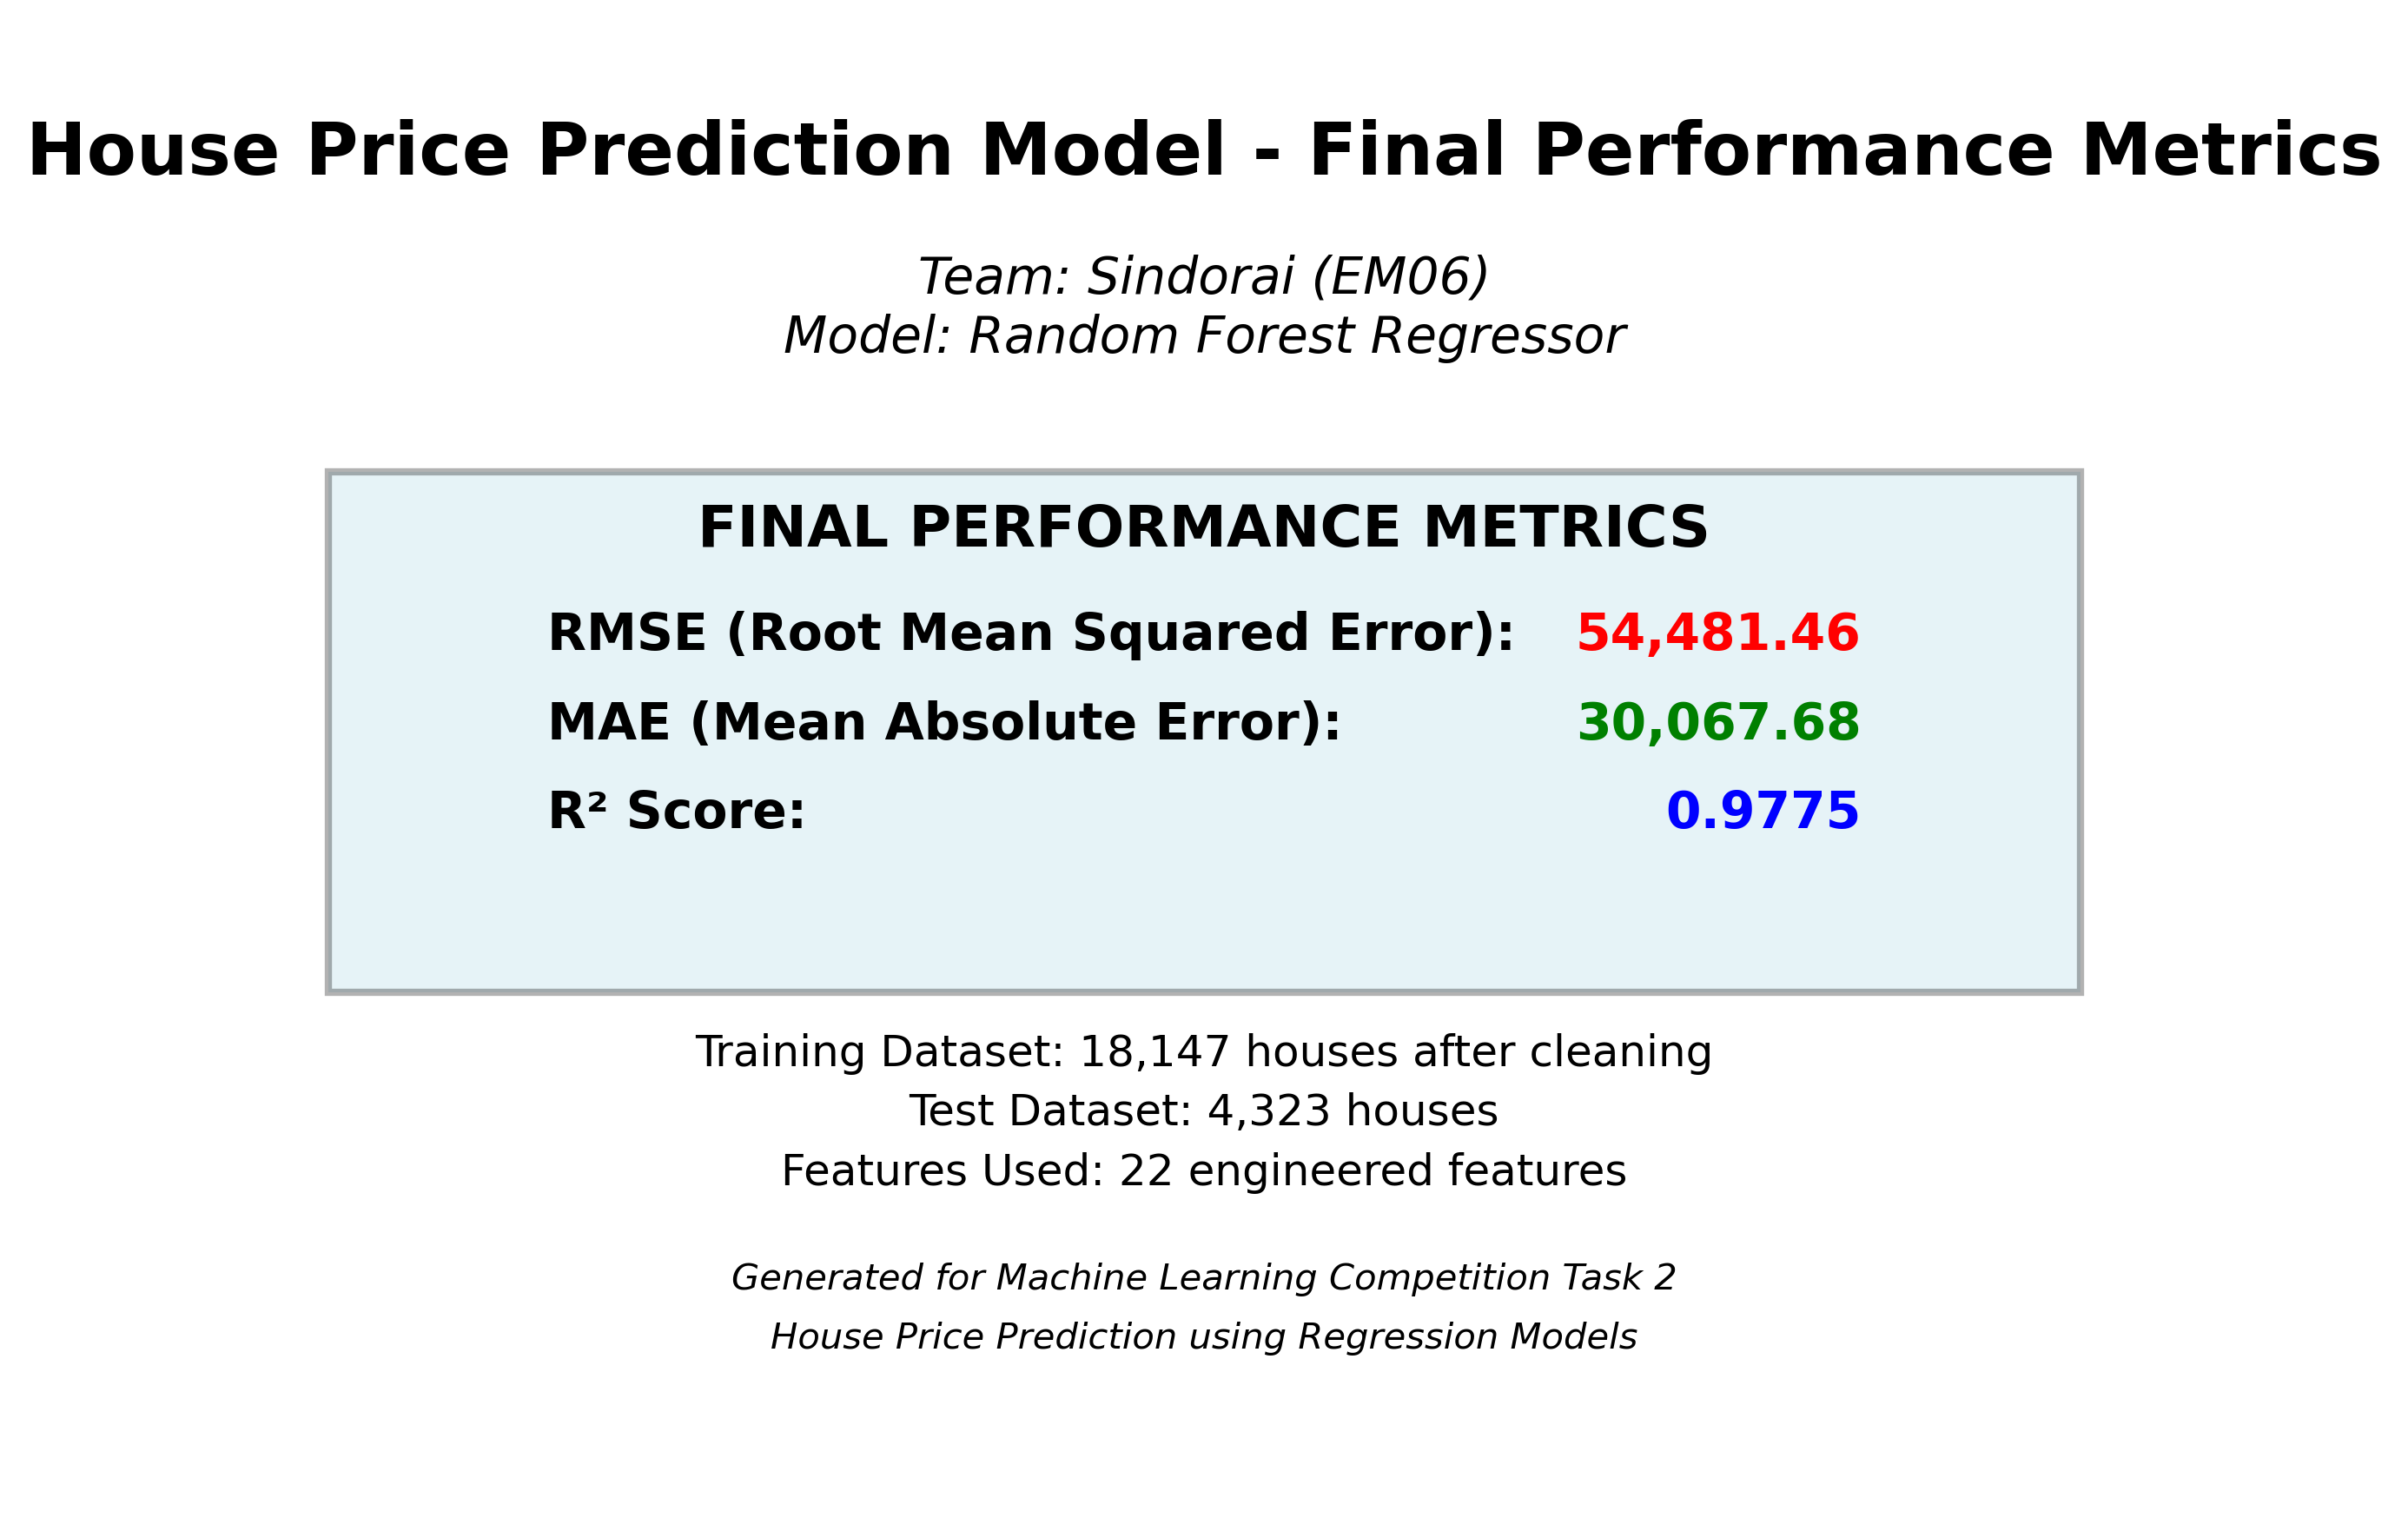 House Price Prediction Model - Final Performance Metrics
Team: Sindorai (EM06)
Model: Random Forest Regressor
FINAL PERFORMANCE METRICS
RMSE (Root Mean Squared Error): 54,481.46
MAE (Mean Absolute Error): 30,067.68
R² Score: 0.9775
Training Dataset: 18,147 houses after cleaning
Test Dataset: 4,323 houses
Features Used: 22 engineered features
Generated for Machine Learning Competition Task 2
House Price Prediction using Regression Models